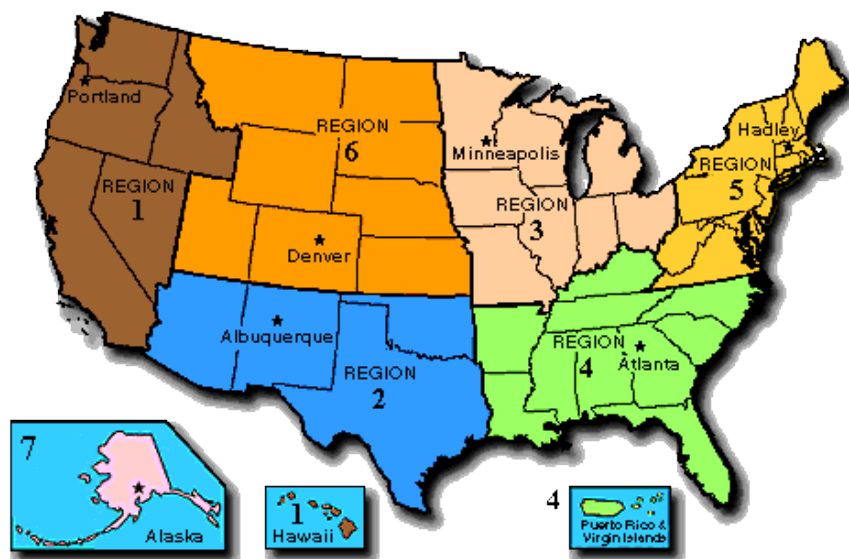 Portland
REGION
1
REGION
6
Denver
Minneapolis
REGION
3
Hadley
REGION
5
Albuquerque
REGION
2
REGION
4
Atlanta
7
Alaska
1
Hawaii
4
Puerto Rico &
Virgin Islands